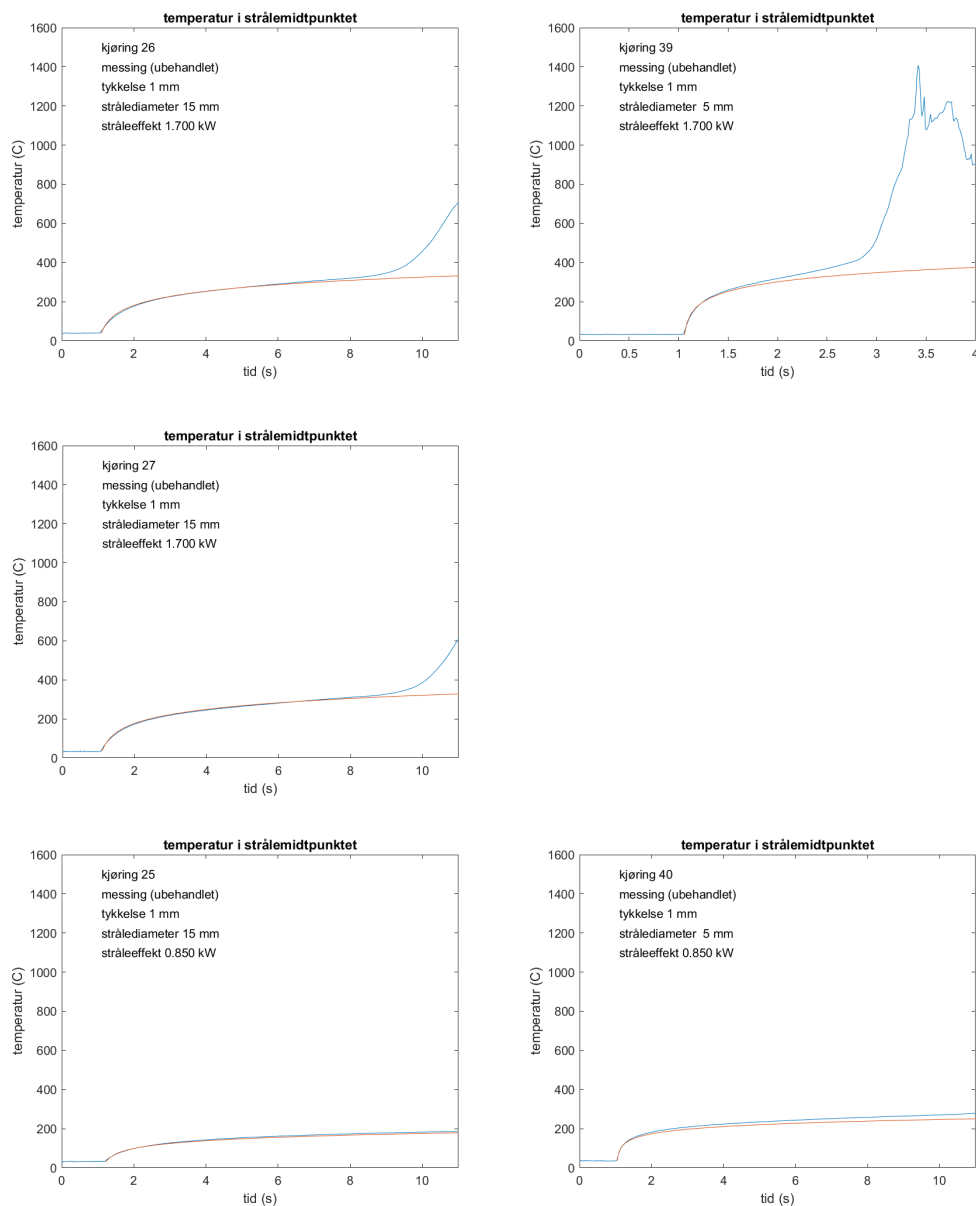 temperatur i strålemidtpunktet
kjøring 26
messing (ubehandlet)
tykkelse 1 mm
strålediameter 15 mm
stråleeffekt 1.700 kW
temperatur (C)
1600
1400
1200
1000
800
600
400
200
0
0 2 4 6 8 10
tid (s)
temperatur i strålemidtpunktet
kjøring 39
messing (ubehandlet)
tykkelse 1 mm
strålediameter  5 mm
stråleeffekt 1.700 kW
temperatur (C)
1600
1400
1200
1000
800
600
400
200
0
0 0.5 1 1.5 2 2.5 3 3.5 4
tid (s)
temperatur i strålemidtpunktet
kjøring 27
messing (ubehandlet)
tykkelse 1 mm
strålediameter 15 mm
stråleeffekt 1.700 kW
temperatur (C)
1600
1400
1200
1000
800
600
400
200
0
0 2 4 6 8 10
tid (s)
temperatur i strålemidtpunktet
kjøring 25
messing (ubehandlet)
tykkelse 1 mm
strålediameter 15 mm
stråleeffekt 0.850 kW
temperatur (C)
1600
1400
1200
1000
800
600
400
200
0
0 2 4 6 8 10
tid (s)
temperatur i strålemidtpunktet
kjøring 40
messing (ubehandlet)
tykkelse 1 mm
strålediameter  5 mm
stråleeffekt 0.850 kW
temperatur (C)
1600
1400
1200
1000
800
600
400
200
0
0 2 4 6 8 10
tid (s)